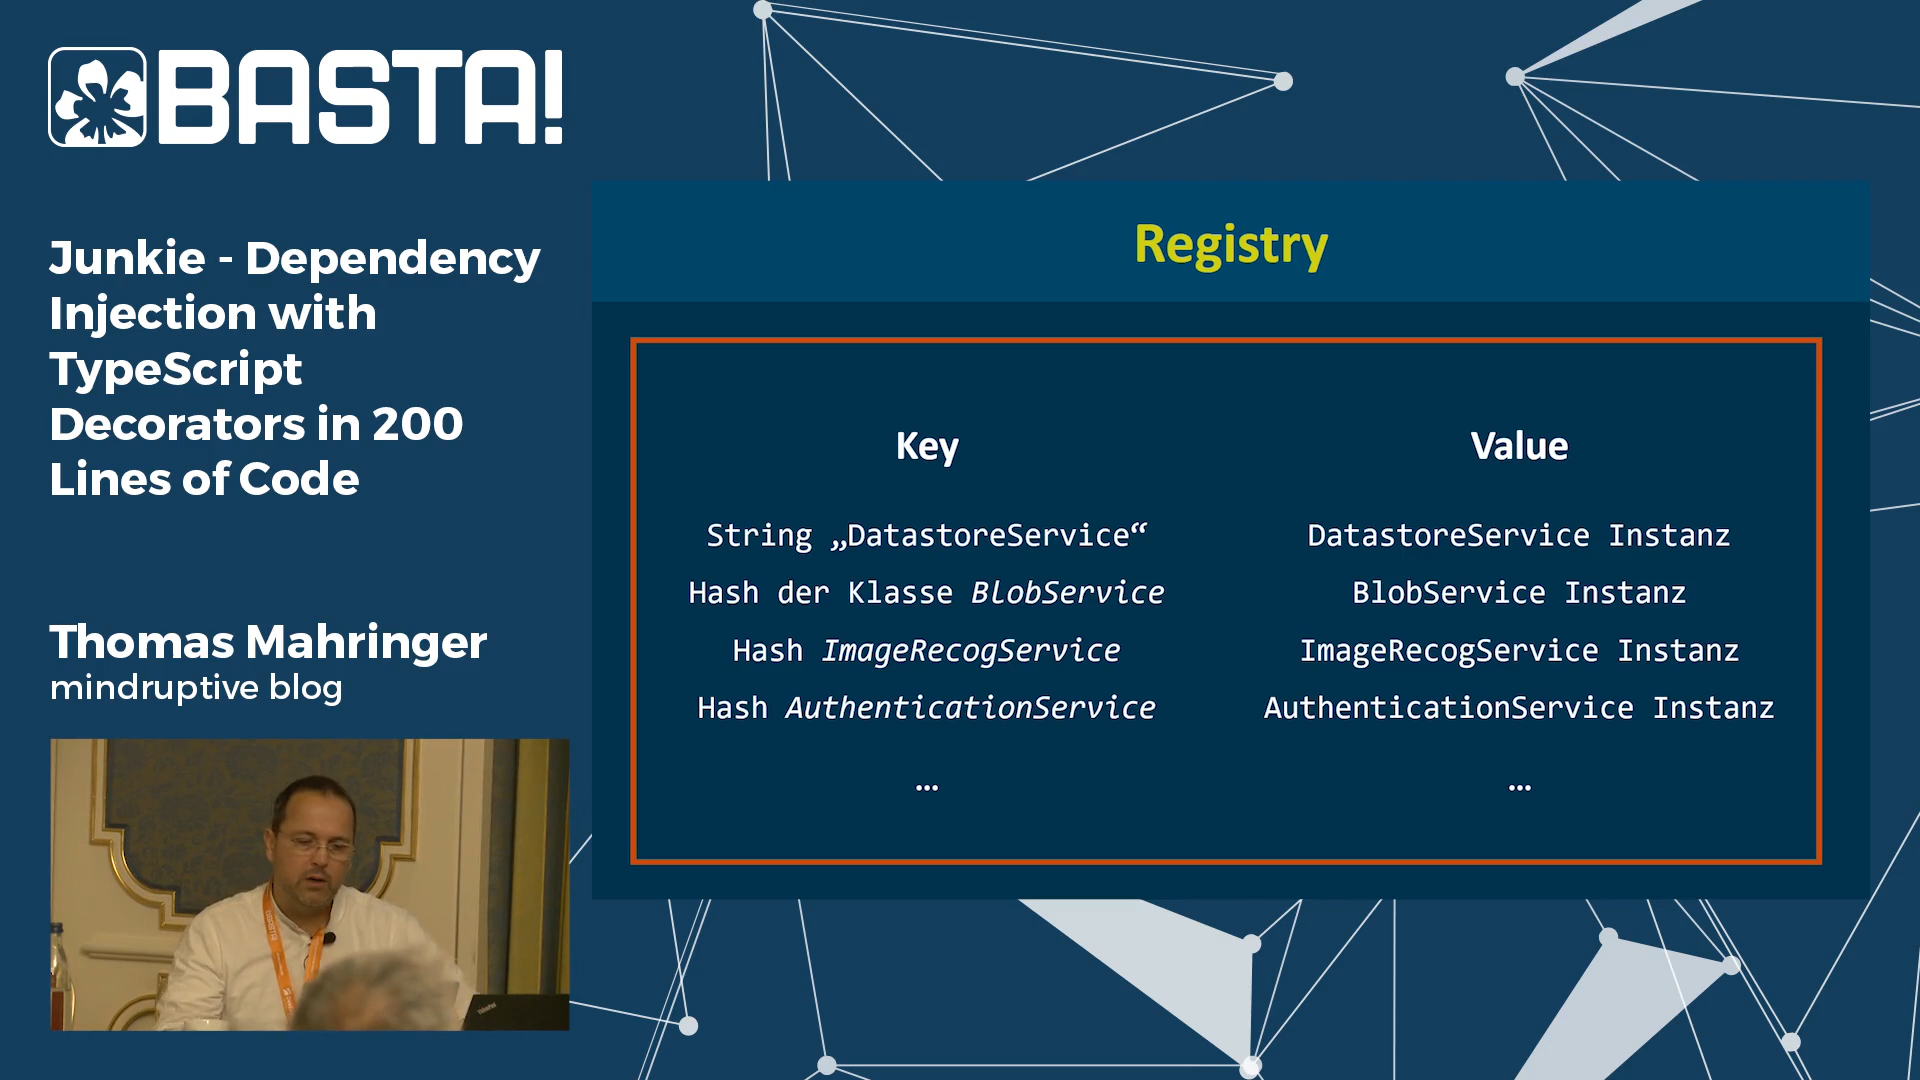 BASTA!
Junkie - Dependency
Injection with
TypeScript
Decorators in 200
Lines of Code
Thomas Mahringer
mindruptive blog
Registry
Key Value
String „DatastoreService“ DatastoreService Instanz
Hash der Klasse BlobService BlobService Instanz
Hash ImageRecogService ImageRecogService Instanz
Hash AuthenticationService AuthenticationService Instanz
… …